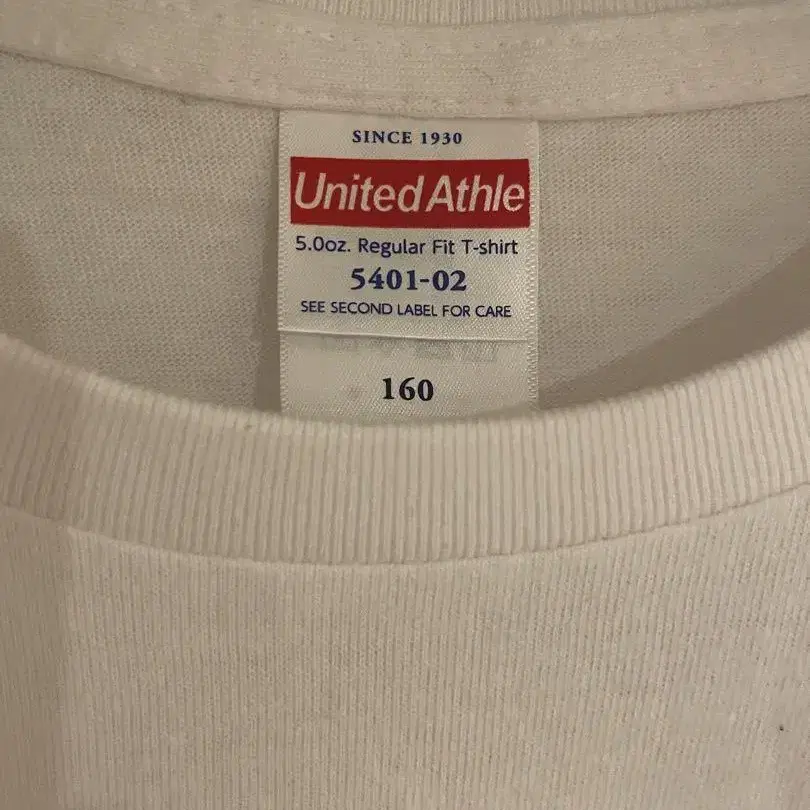 SINCE 1930
United Athle
5.0oz. Regular Fit T-shirt
5401-02
SEE SECOND LABEL FOR CARE
160